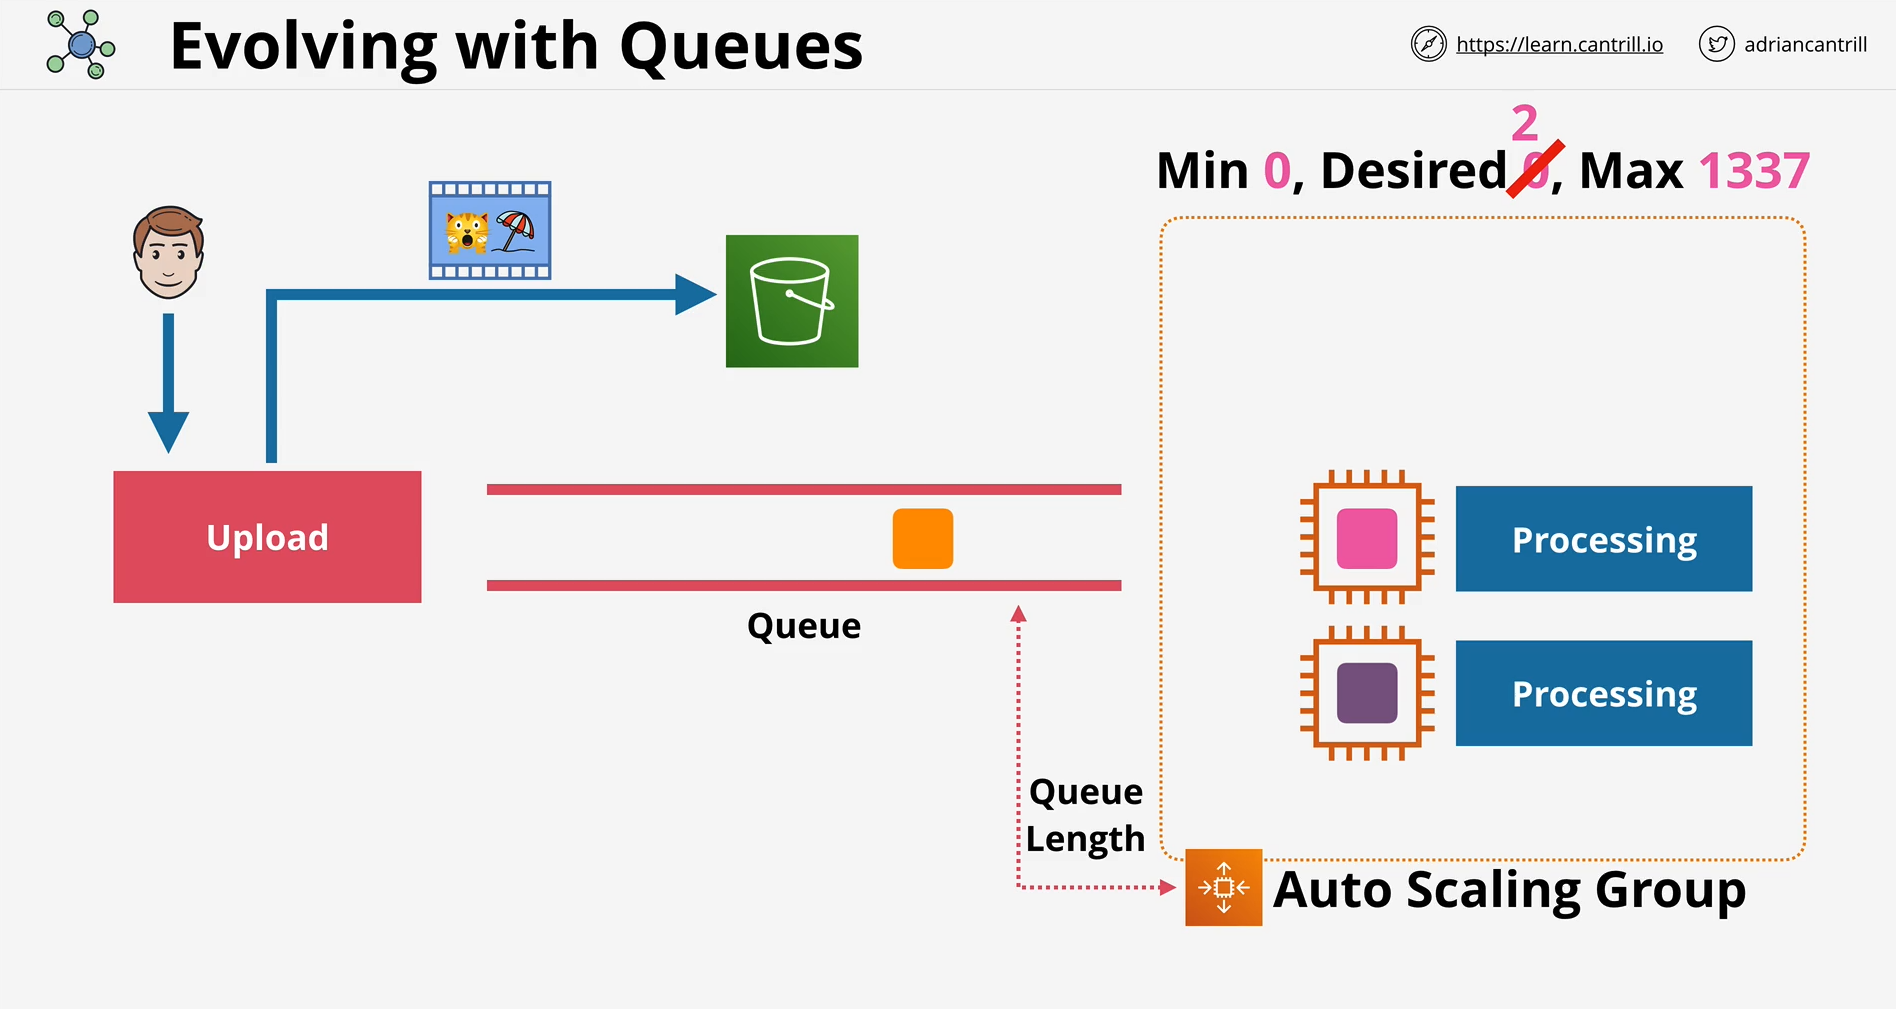 Evolving with Queues
https://learn.cantrill.io
adriancantrill
2
Min 0, Desired 0, Max 1337
Upload
Queue
Processing
Processing
Queue
Length
Auto Scaling Group